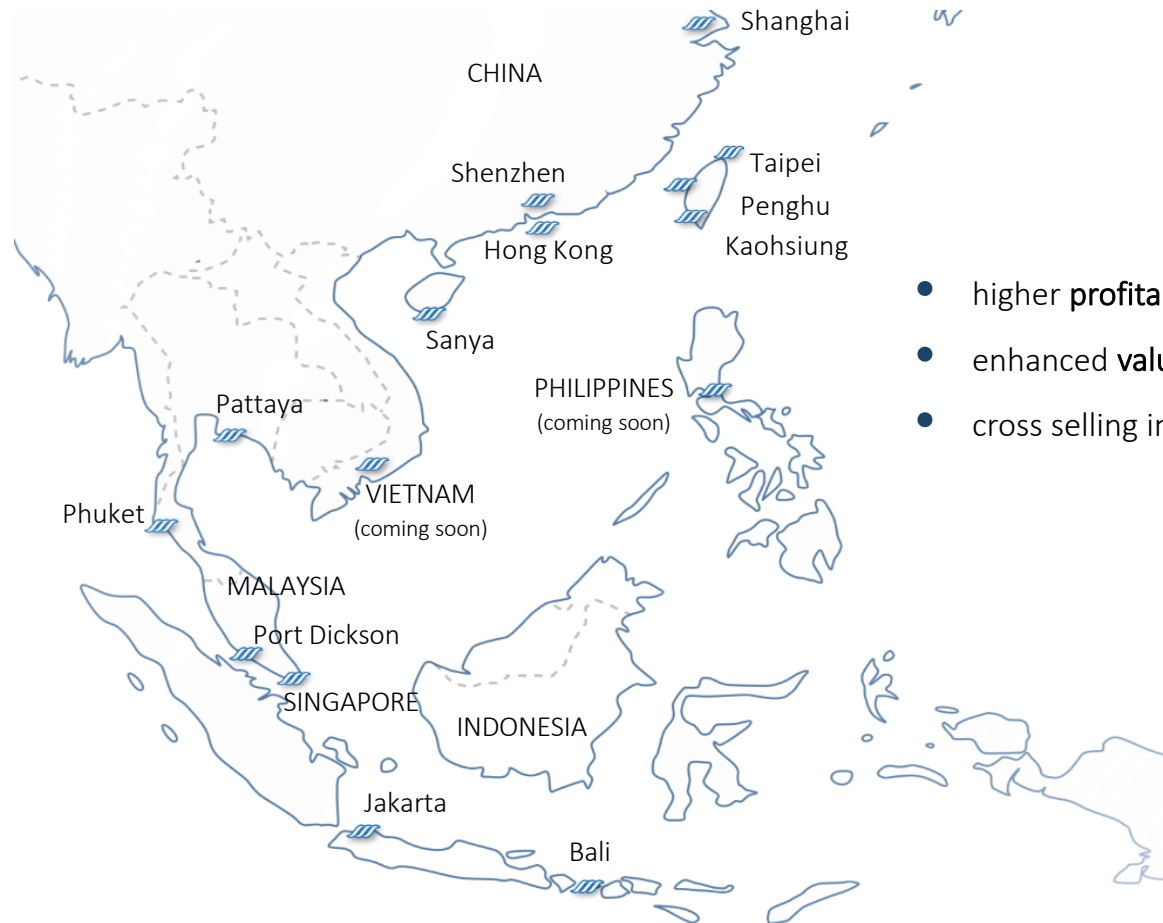 Shanghai
CHINA
Taipei
Shenzhen
Penghu
Hong Kong
Kaohsiung
higher
enhanced
Sanya
PHILIPPINES
(coming soon)
cross selling
Pattaya
VIETNAM
(coming soon)
Phuket
MALAYSIA
Port Dickson
SINGAPORE
INDONESIA
Jakarta
Bali